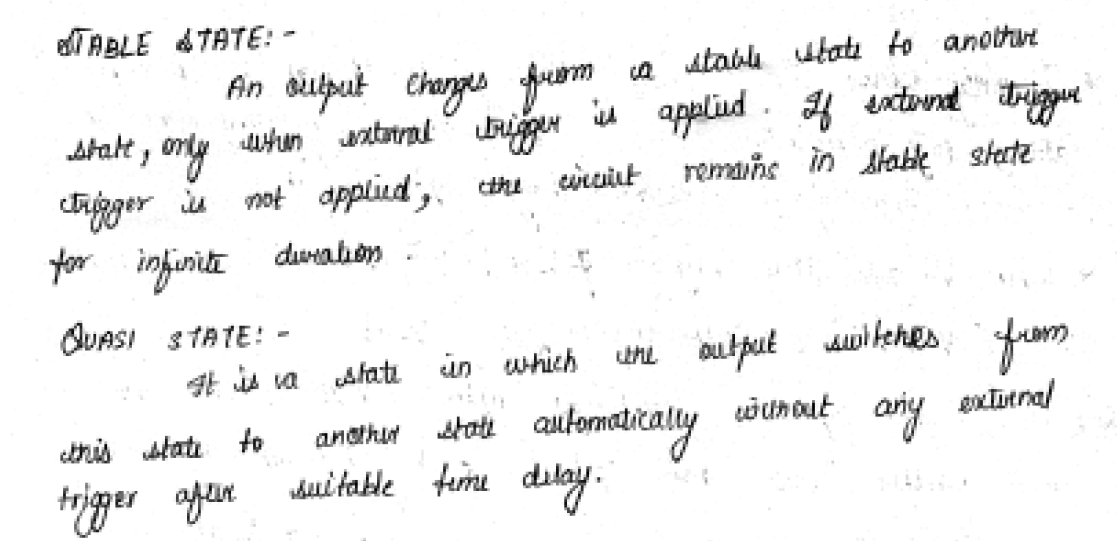 STABLE STATE: -
An output changes from a stable state to another
state, only when external trigger is applied. If external trigger
trigger is not applied, the circuit remains in stable state
for infinite duration.
QUASI STATE: -
It is a state in which the output switches from
this state to another state automatically without any external
trigger after suitable time delay.